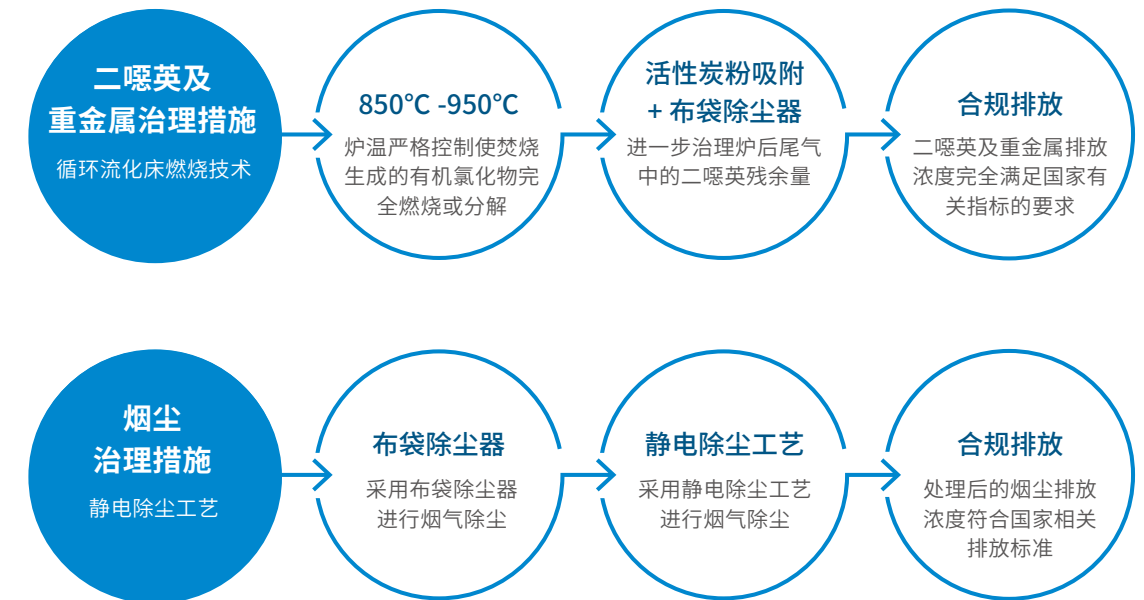 二噁英及
重金属治理措施
循环流化床燃烧技术
850℃ -950℃
炉温严格控制使焚烧
生成的有机氯化物完
全燃烧或分解
活性炭粉吸附
+ 布袋除尘器
进一步治理炉后尾气
中的二噁英残余量
合规排放
二噁英及重金属排放
浓度完全满足国家有
关指标的要求
烟尘
治理措施
静电除尘工艺
布袋除尘器
采用布袋除尘器
进行烟气除尘
静电除尘工艺
采用静电除尘工艺
进行烟气除尘
合规排放
处理后的烟尘排放
浓度符合国家相关
排放标准